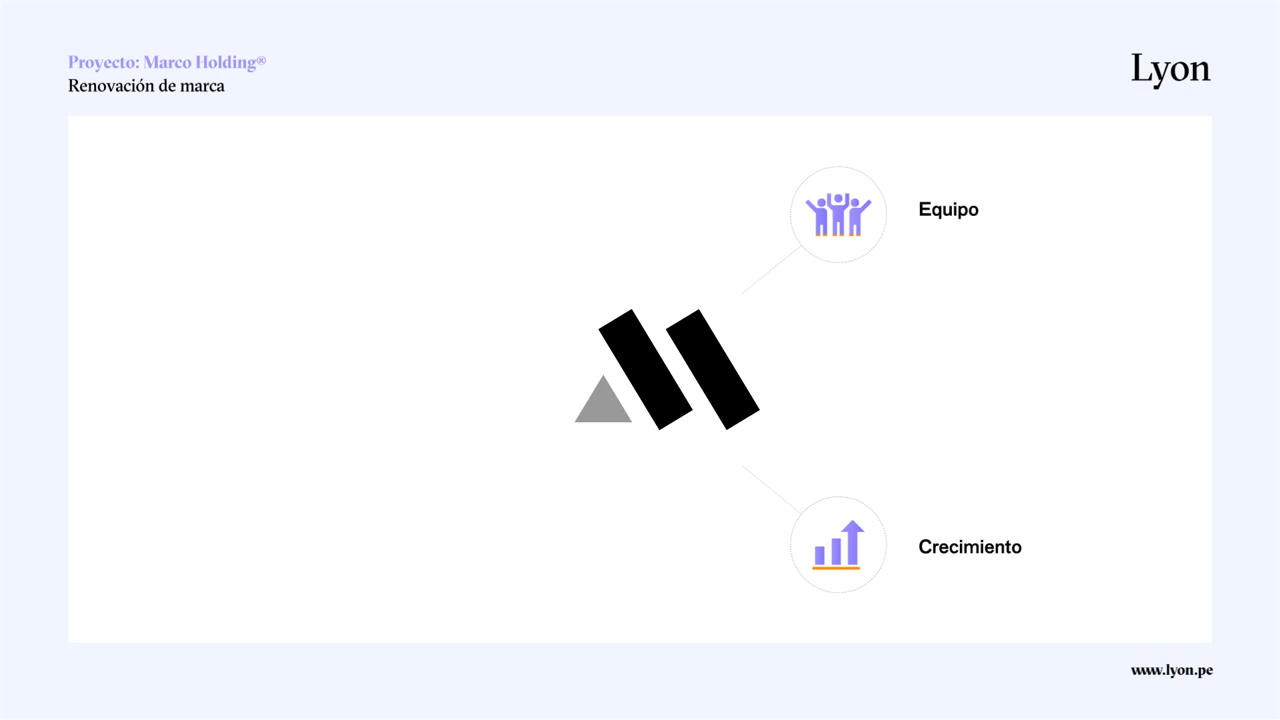 Proyecto: Marco Holding®
Renovación de marca
Lyon
Equipo
Crecimiento
www.lyon.pe